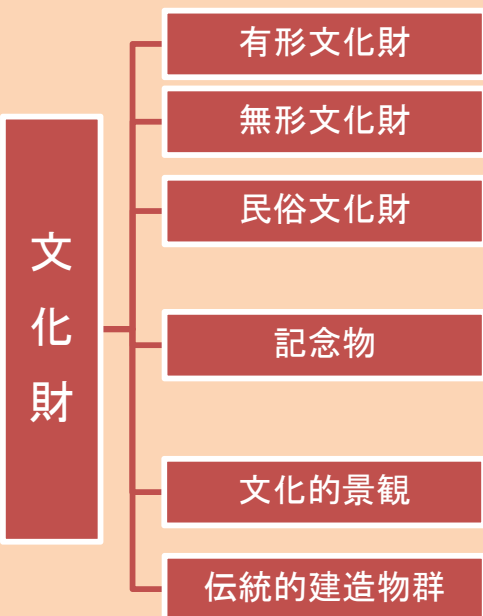 文化財
有形文化財
無形文化財
民俗文化財
記念物
文化的景観
伝統的建造物群